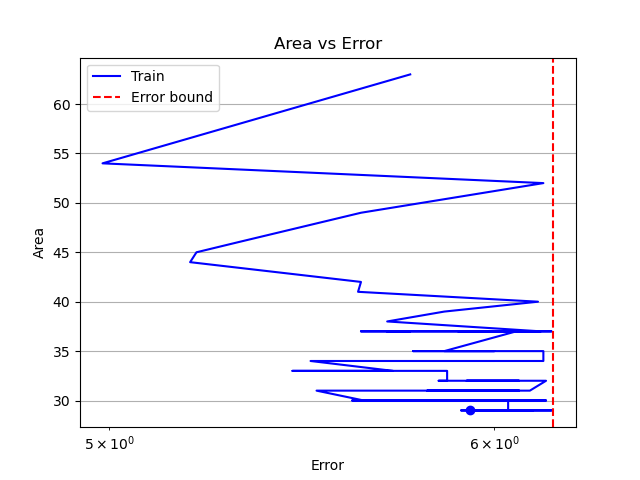 Area vs Error
Train
Error bound
60
55
50
45
40
35
30
Area
5 × 10⁰
6 × 10⁰
Error